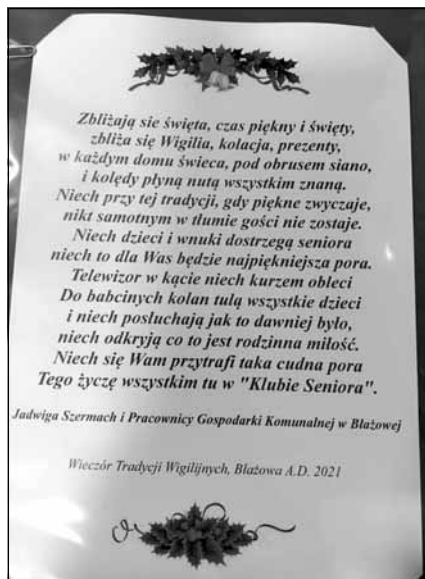 Zbliżają sie święta, czas piękny i święty,
zbliża się Wigilia, kolacja, prezenty,
w każdym domu świeca, pod obrusem siano,
i kolędy płyną nutą wszystkim znaną.
Niech przy tej tradycji, gdy piękne zwyczaje,
nikt samotnym w tłumie gości nie zostaje.
Niech dzieci i wnuki dostrzegą seniora
niech to dla Was będzie najpiękniejsza pora.
Telewizor w kącie niech kurzem obleci
Do babcinych kolan tulą wszystkie dzieci
i niech posłuchają jak to dawniej było,
niech odkryją co to jest rodzinna miłość.
Niech się Wam przytrafi taka cudna pora
Tego życzę wszystkim tu w "Klubie Seniora".
Jadwiga Szermach i Pracownicy Gospodarki Komunalnej w Błażowej
Wieczór Tradycji Wigilijnych, Błażowa A.D. 2021